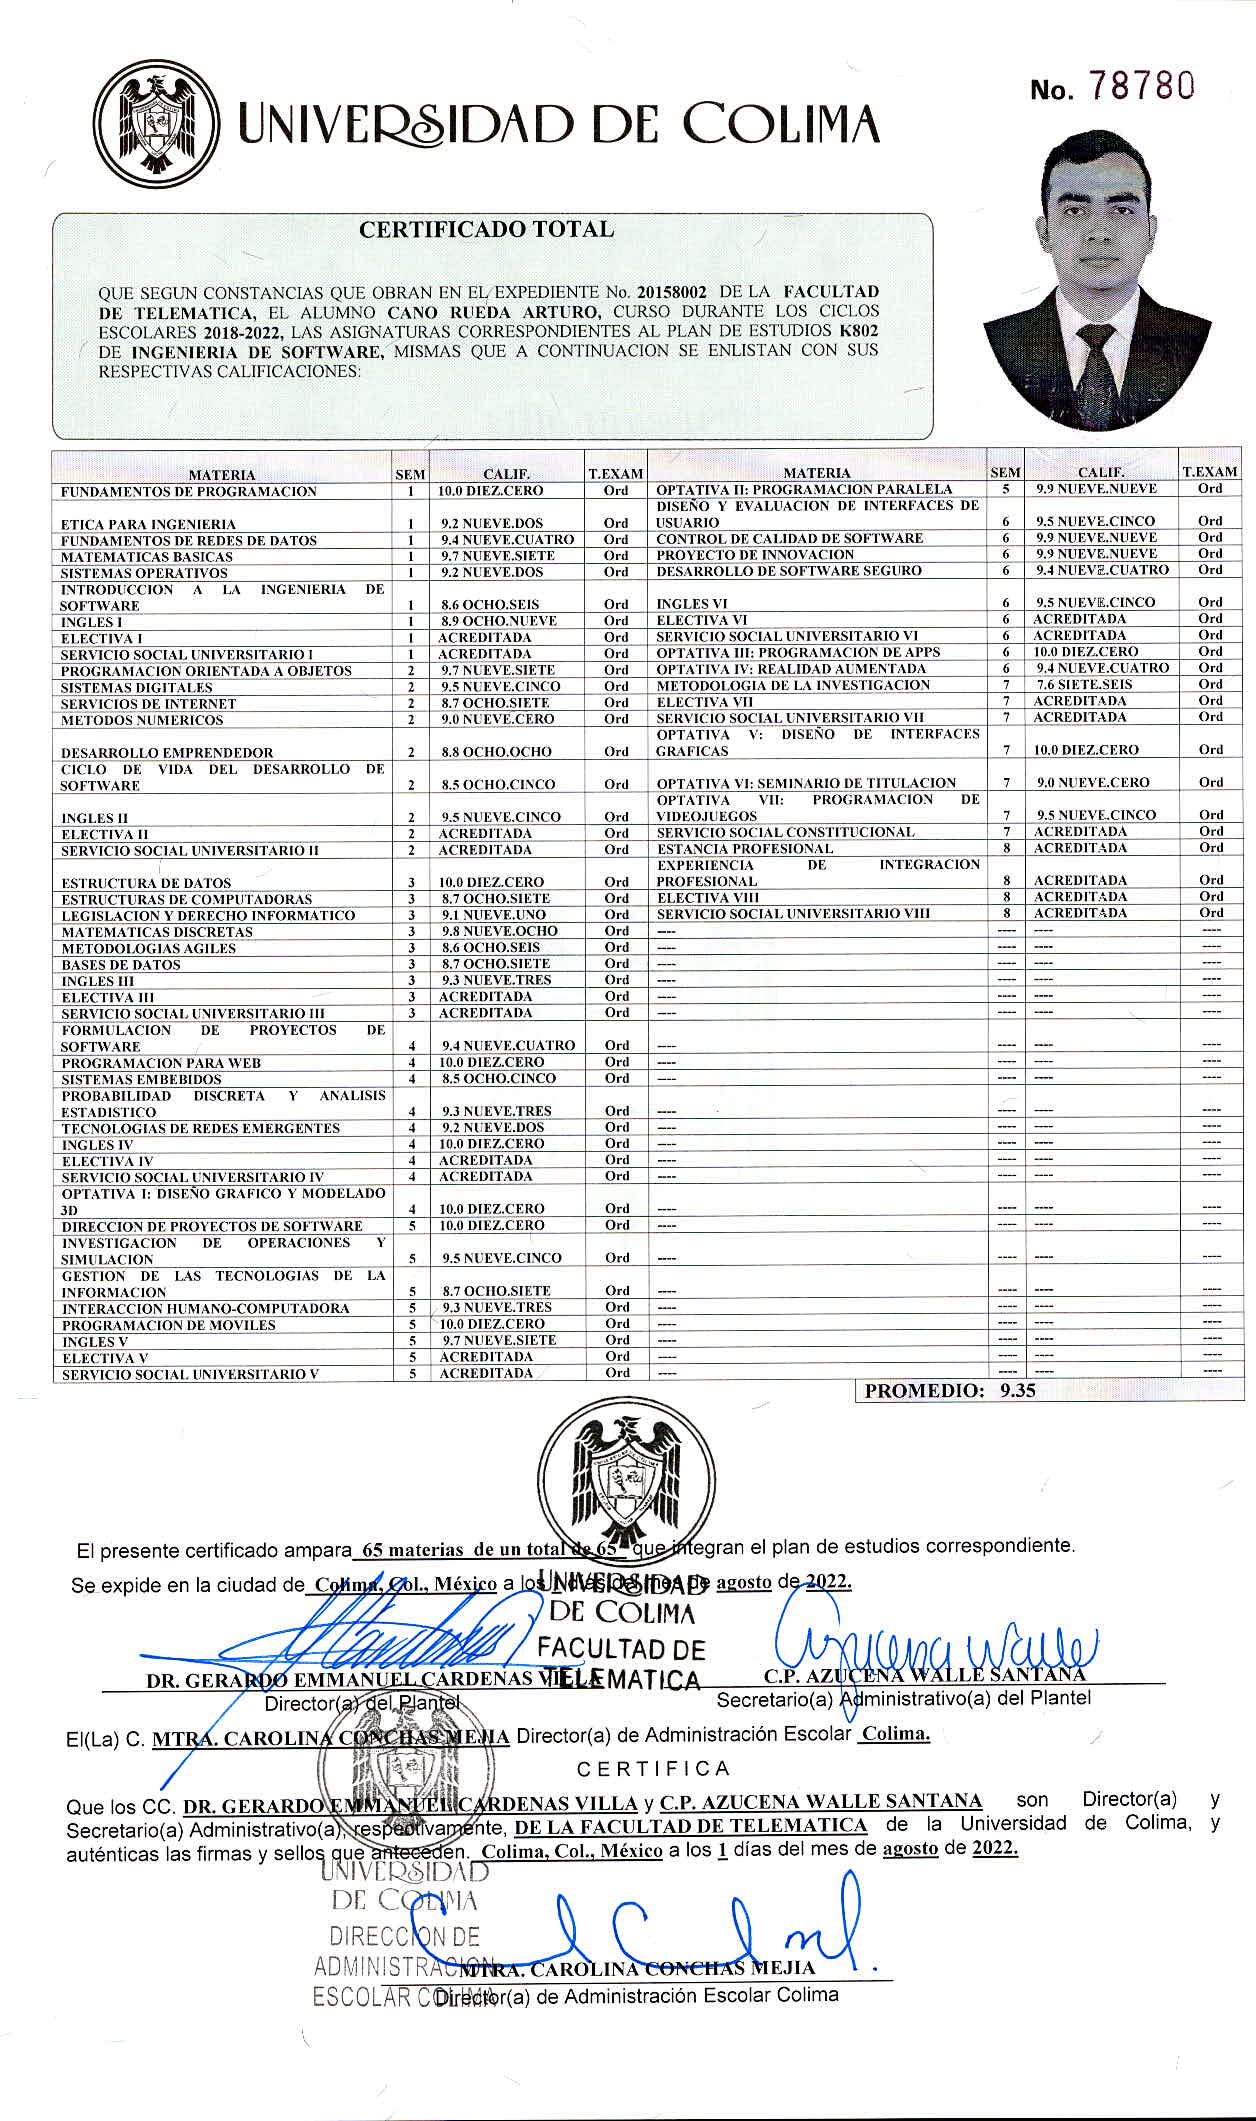 UNIVERSIDAD DE COLIMA
No. 78780
CERTIFICADO TOTAL
QUE SEGUN CONSTANCIAS QUE OBRAN EN EL EXPEDIENTE No. 20158002 DE LA FACULTAD
DE TELEMATICA, EL ALUMNO CANO RUEDA ARTURO, CURSO DURANTE LOS CICLOS
ESCOLARES 2018-2022, LAS ASIGNATURAS CORRESPONDIENTES AL PLAN DE ESTUDIOS K802
DE INGENIERIA DE SOFTWARE, MISMAS QUE A CONTINUACION SE ENLISTAN CON SUS
RESPECTIVAS CALIFICACIONES:
MATERIA SEM CALIF. T.EXAM
FUNDAMENTOS DE PROGRAMACION 1 10.0 DIEZ.CERO Ord
ETICA PARA INGENIERIA 1 9.2 NUEVE.DOS Ord
FUNDAMENTOS DE REDES DE DATOS 1 9.4 NUEVE.CUATRO Ord
MATEMATICAS BASICAS 1 9.7 NUEVE.SIETE Ord
SISTEMAS OPERATIVOS 1 9.2 NUEVE.DOS Ord
INTRODUCCION A LA INGENIERIA DE
SOFTWARE 1 8.6 OCHO.SEIS Ord
INGLES I 1 8.9 OCHO.NUEVE Ord
ELECTIVA I 1 ACREDITADA Ord
SERVICIO SOCIAL UNIVERSITARIO I 1 ACREDITADA Ord
PROGRAMACION ORIENTADA A OBJETOS 2 9.7 NUEVE.SIETE Ord
SISTEMAS DIGITALES 2 9.5 NUEVE.CINCO Ord
SERVICIOS DE INTERNET 2 8.7 OCHO.SIETE Ord
METODOS NUMERICOS 2 9.0 NUEVE.CERO Ord
DESARROLLO EMPRENDEDOR 2 8.8 OCHO.OCHO Ord
CICLO DE VIDA DEL DESARROLLO DE
SOFTWARE 2 8.5 OCHO.CINCO Ord
INGLES II 2 9.5 NUEVE.CINCO Ord
ELECTIVA II 2 ACREDITADA Ord
SERVICIO SOCIAL UNIVERSITARIO II 2 ACREDITADA Ord
ESTRUCTURA DE DATOS 3 10.0 DIEZ.CERO Ord
ESTRUCTURAS DE COMPUTADORAS 3 8.7 OCHO.SIETE Ord
LEGISLACION Y DERECHO INFORMATICO 3 9.1 NUEVE.UNO Ord
MATEMATICAS DISCRETAS 3 9.8 NUEVE.OCHO Ord
METODOLOGIAS AGILES 3 8.6 OCHO.SEIS Ord
BASES DE DATOS 3 8.7 OCHO.SIETE Ord
INGLES III 3 9.3 NUEVE.TRES Ord
ELECTIVA III 3 ACREDITADA Ord
SERVICIO SOCIAL UNIVERSITARIO III 3 ACREDITADA Ord
FORMULACION DE PROYECTOS DE
SOFTWARE 4 9.4 NUEVE.CUATRO Ord
PROGRAMACION PARA WEB 4 10.0 DIEZ.CERO Ord
SISTEMAS EMBEBIDOS 4 8.5 OCHO.CINCO Ord
PROBABILIDAD DISCRETA Y ANALISIS
ESTADISTICO 4 9.3 NUEVE.TRES Ord
TECNOLOGIAS DE REDES EMERGENTES 4 9.2 NUEVE.DOS Ord
INGLES IV 4 10.0 DIEZ.CERO Ord
ELECTIVA IV 4 ACREDITADA Ord
SERVICIO SOCIAL UNIVERSITARIO IV 4 ACREDITADA Ord
OPTATIVA I: DISEÑO GRAFICO Y MODELADO
3D 4 10.0 DIEZ.CERO Ord
DIRECCION DE PROYECTOS DE SOFTWARE 5 10.0 DIEZ.CERO Ord
INVESTIGACION DE OPERACIONES Y
SIMULACION 5 9.5 NUEVE.CINCO Ord
GESTION DE LAS TECNOLOGIAS DE LA
INFORMACION 5 8.7 OCHO.SIETE Ord
INTERACCION HUMANO-COMPUTADORA 5 9.3 NUEVE.TRES Ord
PROGRAMACION DE MOVILES 5 10.0 DIEZ.CERO Ord
INGLES V 5 9.7 NUEVE.SIETE Ord
ELECTIVA V 5 ACREDITADA Ord
SERVICIO SOCIAL UNIVERSITARIO V 5 ACREDITADA Ord
MATERIA SEM CALIF. T.EXAM
OPTATIVA II: PROGRAMACION PARALELA 5 9.9 NUEVE.NUEVE Ord
DISEÑO Y EVALUACION DE INTERFACES DE
USUARIO 6 9.5 NUEVE.CINCO Ord
CONTROL DE CALIDAD DE SOFTWARE 6 9.9 NUEVE.NUEVE Ord
PROYECTO DE INNOVACION 6 9.9 NUEVE.NUEVE Ord
DESARROLLO DE SOFTWARE SEGURO 6 9.4 NUEVE.CUATRO Ord
INGLES VI 6 9.5 NUEVE.CINCO Ord
ELECTIVA VI 6 ACREDITADA Ord
SERVICIO SOCIAL UNIVERSITARIO VI 6 ACREDITADA Ord
OPTATIVA III: PROGRAMACION DE APPS 6 10.0 DIEZ.CERO Ord
OPTATIVA IV: REALIDAD AUMENTADA 6 9.4 NUEVE.CUATRO Ord
METODOLOGIA DE LA INVESTIGACION 7 7.6 SIETE.SEIS Ord
ELECTIVA VII 7 ACREDITADA Ord
SERVICIO SOCIAL UNIVERSITARIO VII 7 ACREDITADA Ord
OPTATIVA V: DISEÑO DE INTERFACES
GRAFICAS 7 10.0 DIEZ.CERO Ord
OPTATIVA VI: SEMINARIO DE TITULACION 7 9.0 NUEVE.CERO Ord
OPTATIVA VII: PROGRAMACION DE
VIDEOJUEGOS 7 9.5 NUEVE.CINCO Ord
SERVICIO SOCIAL CONSTITUCIONAL 7 ACREDITADA Ord
ESTANCIA PROFESIONAL 8 ACREDITADA Ord
EXPERIENCIA DE INTEGRACION
PROFESIONAL 8 ACREDITADA Ord
ELECTIVA VIII 8 ACREDITADA Ord
SERVICIO SOCIAL UNIVERSITARIO VIII 8 ACREDITADA Ord
PROMEDIO: 9.35
El presente certificado ampara 65 materias de un total de 65 que integran el plan de estudios correspondiente.
Se expide en la ciudad de Colima, Col., México a los 1 días del mes de agosto de 2022.
UNIVERSIDAD
DE COLIMA
FACULTAD DE
TELEMATICA
Azucena Walle
DR. GERARDO EMMANUEL CARDENAS VILLA
Director(a) del Plantel
C.P. AZUCENA WALLE SANTANA
Secretario(a) Administrativo(a) del Plantel
El(La) C. MTRA. CAROLINA CONCHAS MEJIA Director(a) de Administración Escolar Colima.
CERTIFICA
Que los CC. DR. GERARDO EMMANUEL CARDENAS VILLA y C.P. AZUCENA WALLE SANTANA son Director(a) y
Secretario(a) Administrativo(a), respectivamente, DE LA FACULTAD DE TELEMATICA de la Universidad de Colima, y
auténticas las firmas y sellos que anteceden. Colima, Col., México a los 1 días del mes de agosto de 2022.
UNIVERSIDAD
DE COLIMA
DIRECCION DE
ADMINISTRACION
ESCOLAR COLIMA
MTRA. CAROLINA CONCHAS MEJIA
Director(a) de Administración Escolar Colima